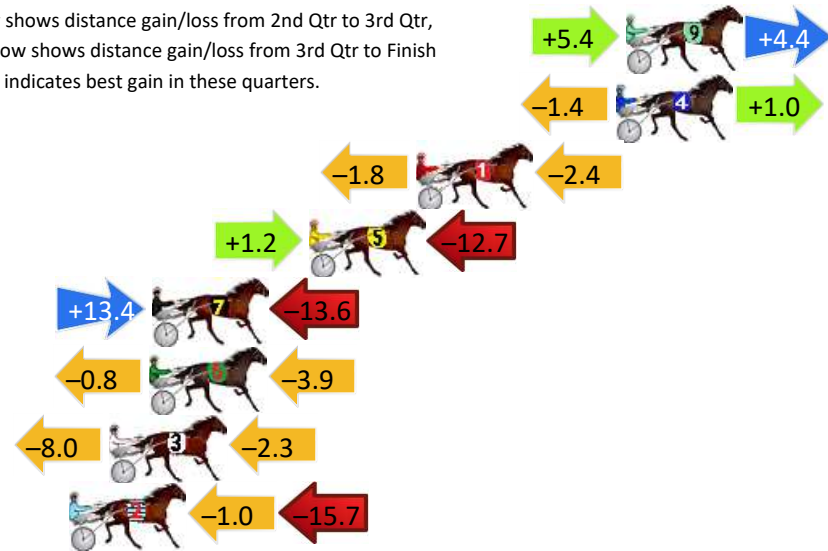 shows distance gain/loss from 2nd Qtr to 3rd Qtr,
ow shows distance gain/loss from 3rd Qtr to Finish
indicates best gain in these quarters.
+5.4 9 +4.4
–1.4 4 +1.0
–1.8 1 –2.4
+1.2 5 –12.7
+13.4 7 –13.6
–0.8 6 –3.9
–8.0 3 –2.3
2 –1.0 –15.7